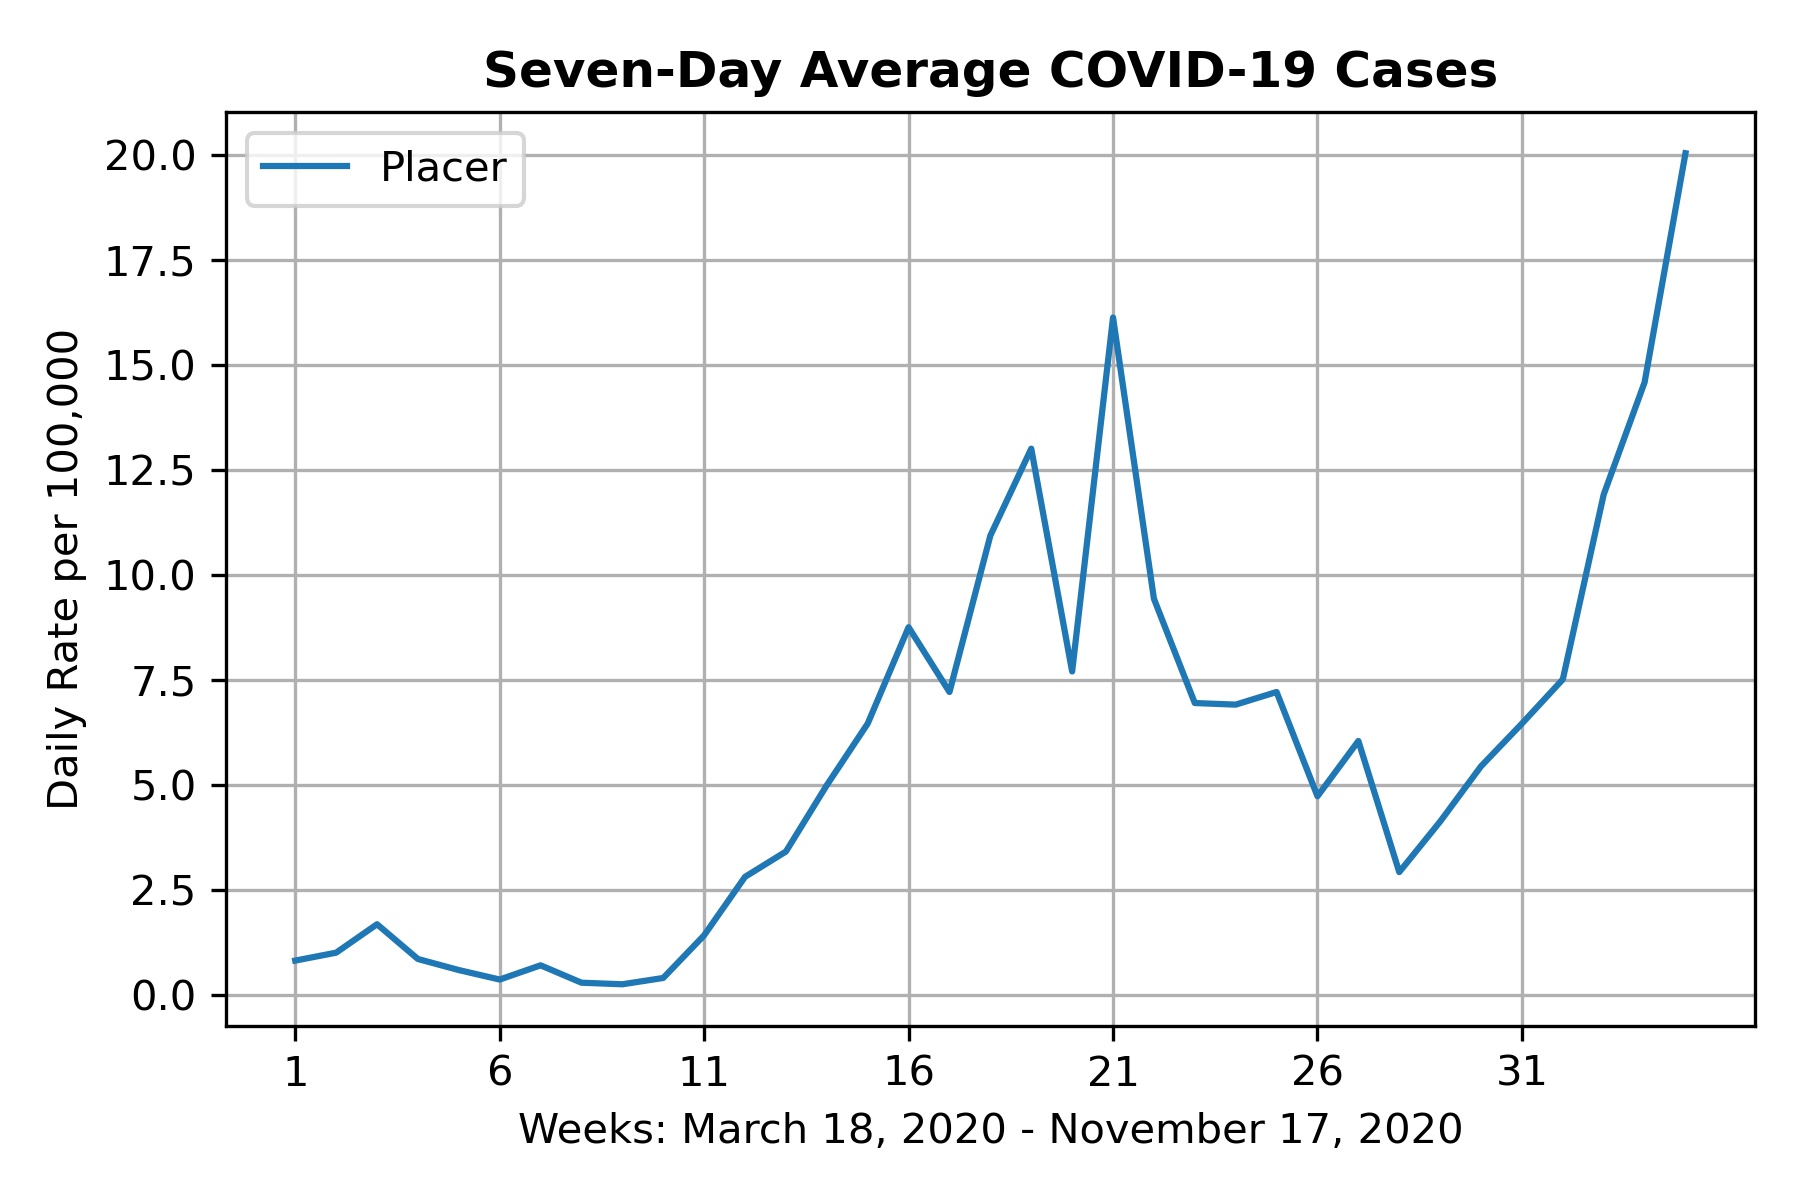 Seven-Day Average COVID-19 Cases
Placer
20.0
17.5
15.0
12.5
10.0
7.5
5.0
2.5
0.0
Daily Rate per 100,000
1 6 11 16 21 26 31
Weeks: March 18, 2020 - November 17, 2020